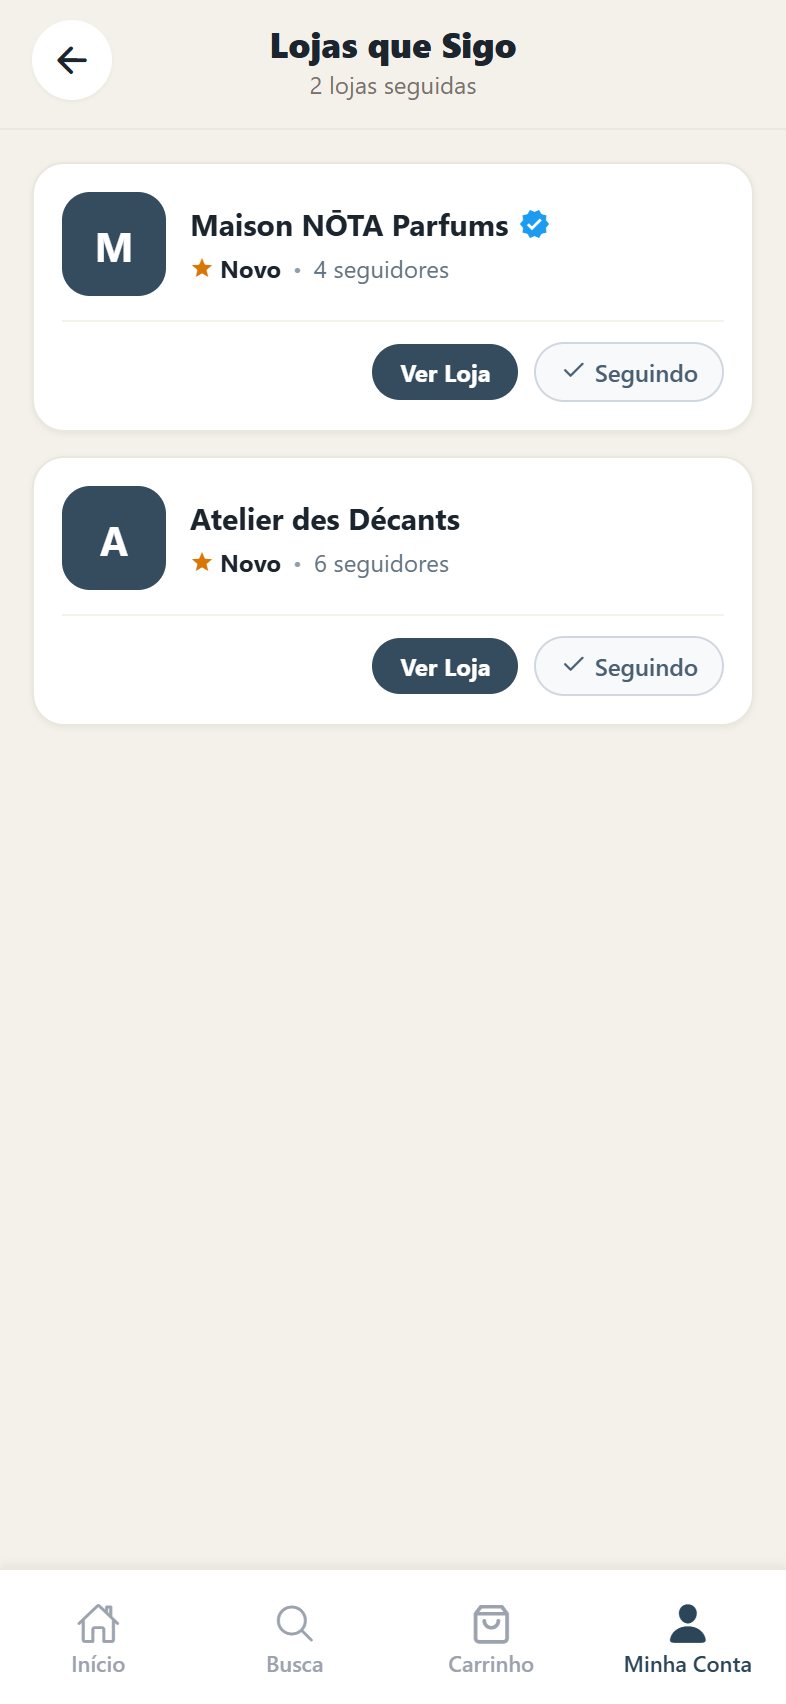 Lojas que Sigo
2 lojas seguidas
M
Maison NŌTA Parfums
Novo • 4 seguidores
Ver Loja
Seguindo
A
Atelier des Décants
Novo • 6 seguidores
Ver Loja
Seguindo
Início
Busca
Carrinho
Minha Conta